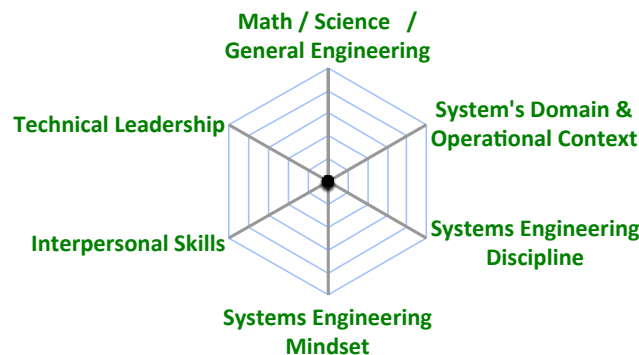 Math / Science /
General Engineering
System's Domain &
Operational Context
Technical Leadership
Systems Engineering
Discipline
Interpersonal Skills
Systems Engineering
Mindset